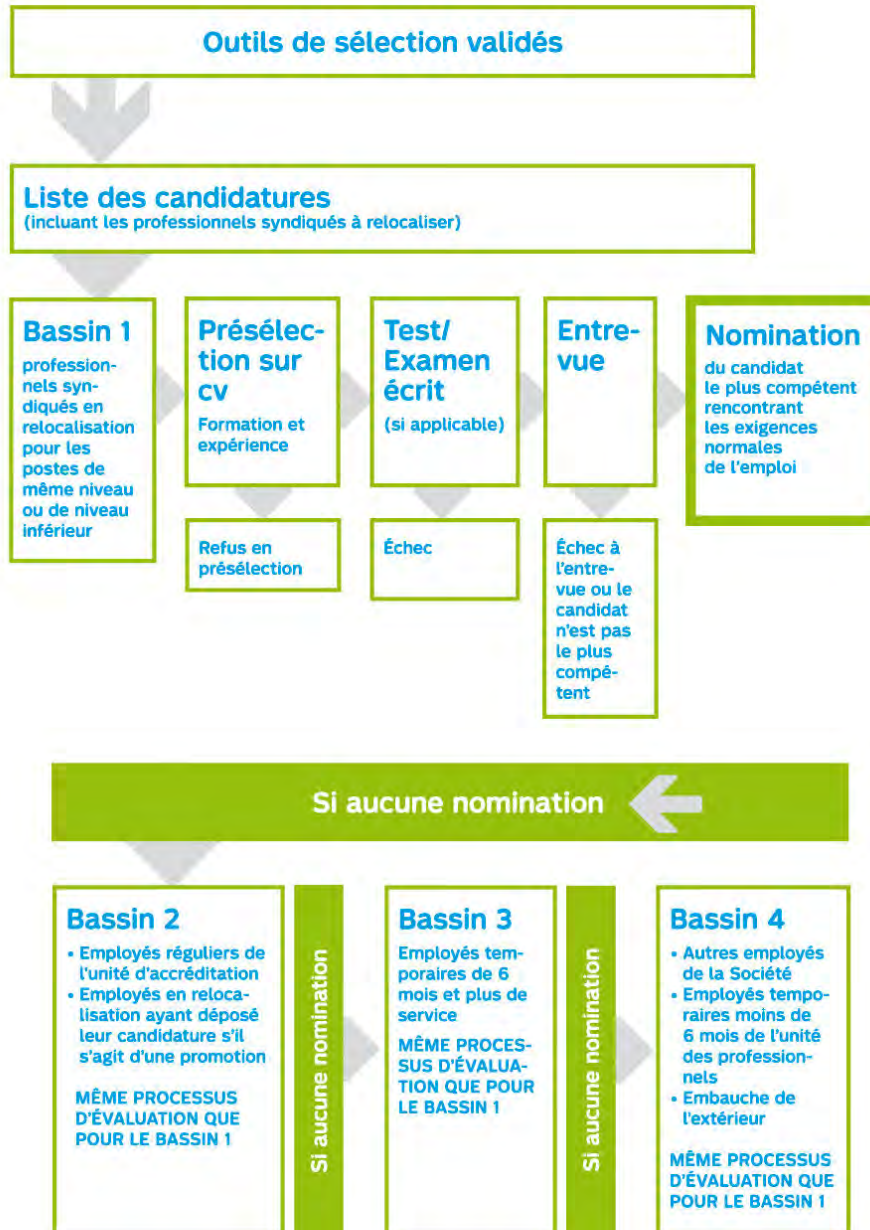 Outils de sélection validés
Liste des candidatures
(incluant les professionnels syndiqués à relocaliser)
Bassin 1
profession-
nels syn-
diqués en
relocalisation
pour les
postes de
même niveau
ou de niveau
inférieur
Présélec-
tion sur
cv
Formation et
expérience
Test/
Examen
écrit
(si applicable)
Entre-
vue
Nomination
du candidat
le plus compétent
rencontrant
les exigences
normales
de l'emploi
Refus en
présélection
Échec
Échec à
l'entre-
vue ou le
candidat
n'est pas
le plus
compé-
tent
Si aucune nomination
Bassin 2
• Employés réguliers de
l'unité d'accréditation
• Employés en reloca-
lisation ayant déposé
leur candidature s'il
s'agit d'une promotion
MÊME PROCESSUS
D'ÉVALUATION QUE
POUR LE BASSIN 1
Si aucune nomination
Bassin 3
Employés tem-
poraires de 6
mois et plus de
service
MÊME PROCES-
SUS D'ÉVALUA-
TION QUE POUR
LE BASSIN 1
Si aucune nomination
Bassin 4
• Autres employés
de la Société
• Employés tempo-
raires moins de
6 mois de l'unité
des profession-
nels
• Embauche de
l'extérieur
MÊME PROCESSUS
D'ÉVALUATION QUE
POUR LE BASSIN 1